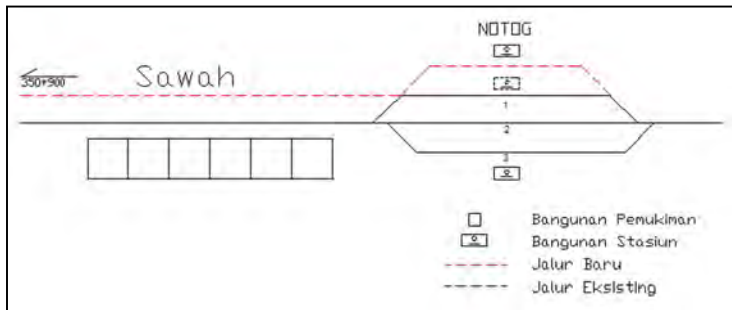 NOTOG
350+900
Sawah
1
2
3
Bangunan Pemukiman
Bangunan Stasiun
Jalur Baru
Jalur Eksisting